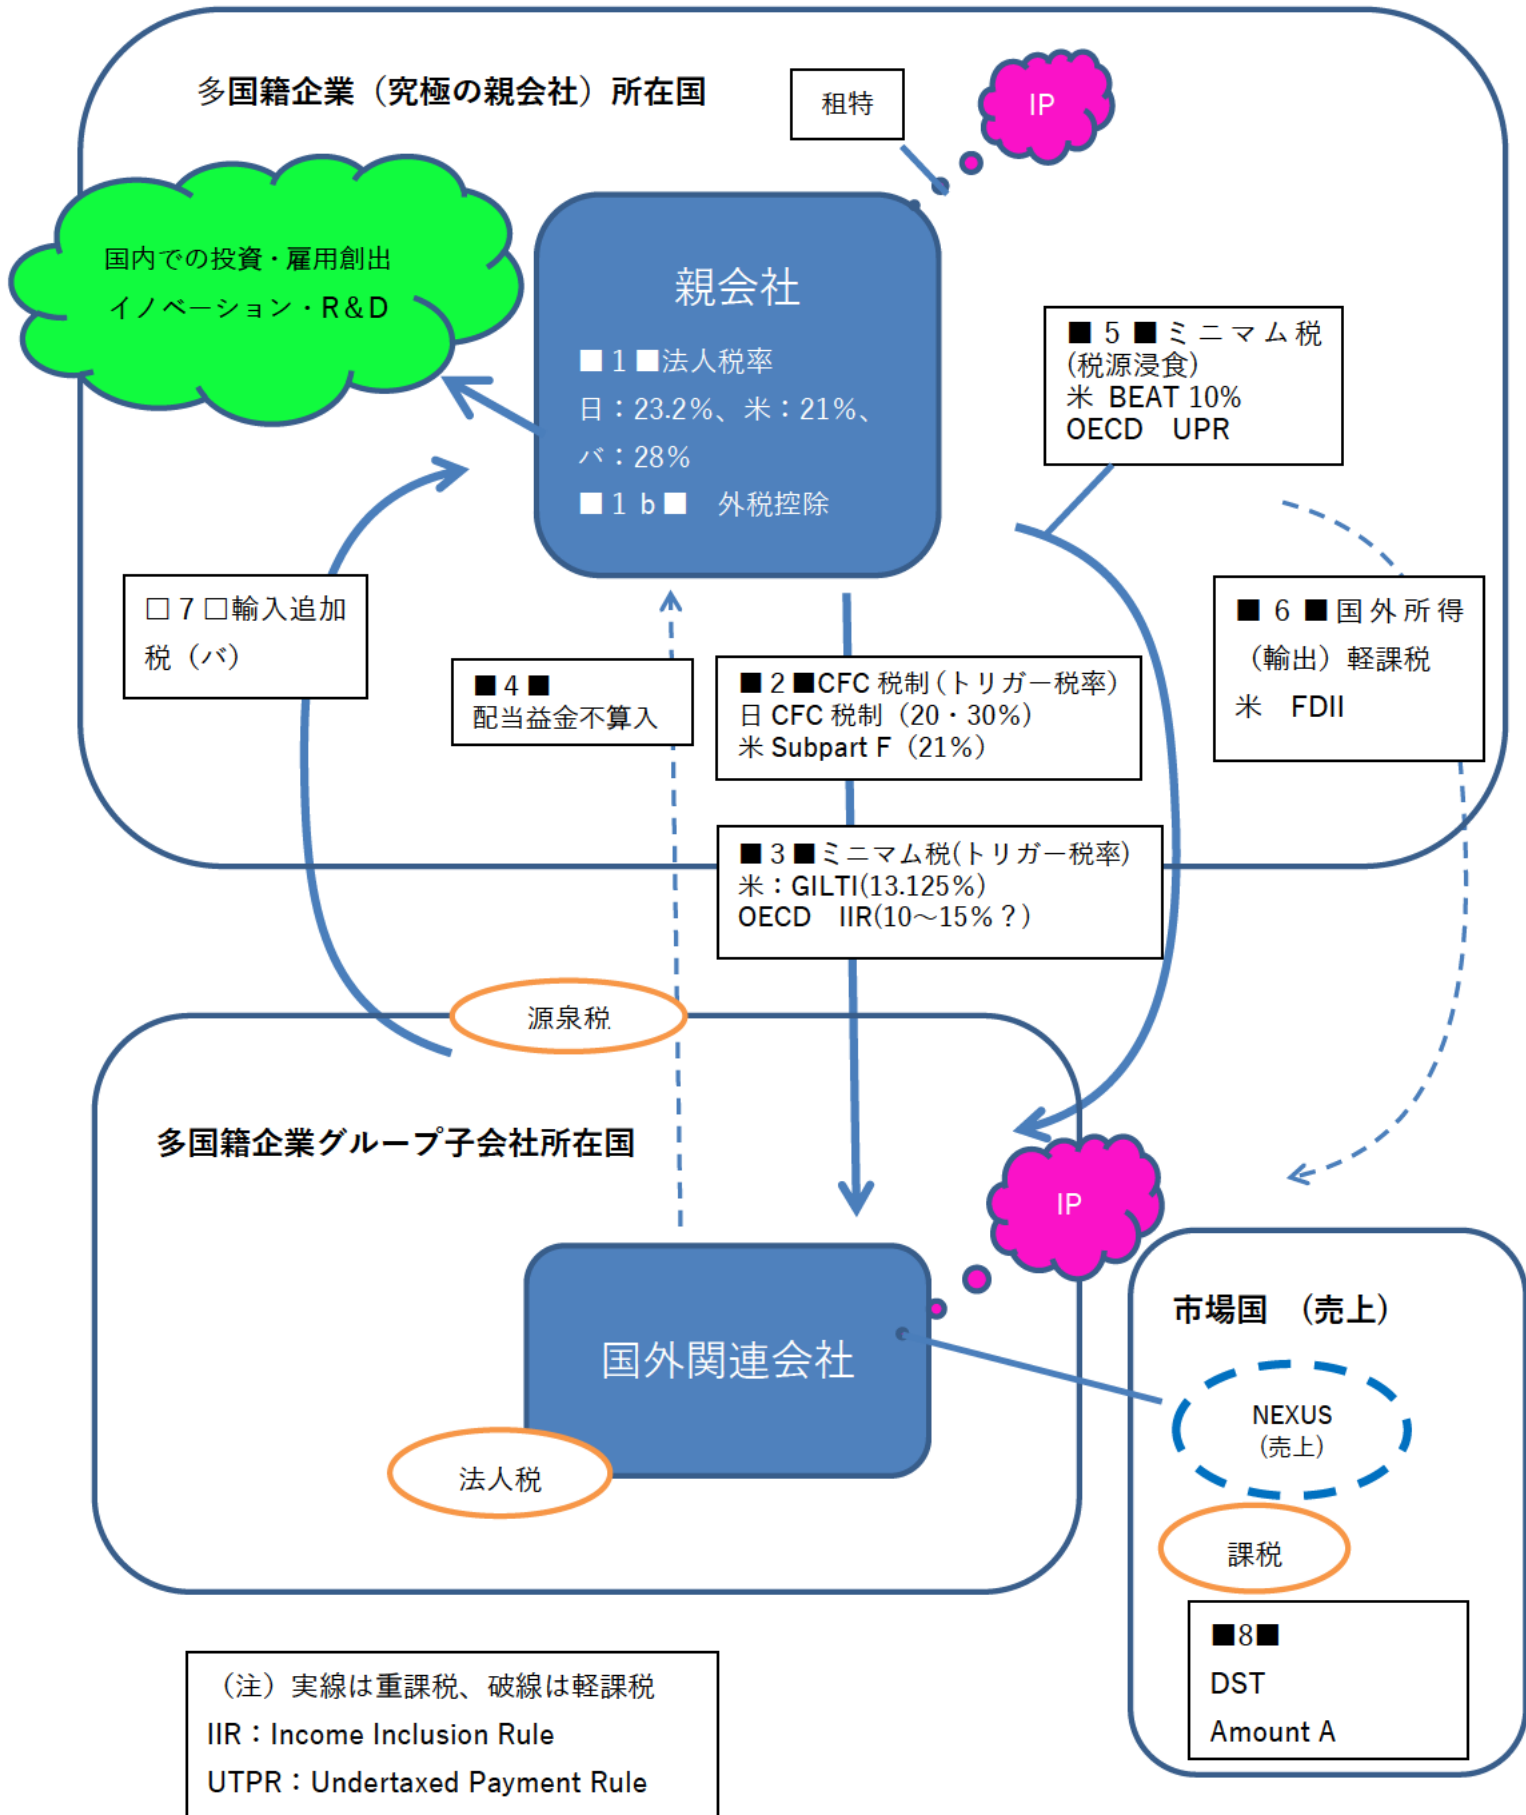 多国籍企業（究極の親会社）所在国
租特
IP
国内での投資・雇用創出
イノベーション・R＆D
親会社
■１■法人税率
日：23.2％、米：21％、
バ：28％
■１ｂ■　外税控除
■５■ミニマム税
(税源浸食)
米 BEAT 10%
OECD　UPR
□７□輸入追加
税（バ）
■４■
配当益金不算入
■２■CFC 税制（トリガー税率）
日 CFC 税制（20・30％）
米 Subpart F（21％）
■６■国外所得
（輸出）軽課税
米　FDII
■３■ミニマム税(トリガー税率)
米：GILTI(13.125％)
OECD　IIR(10～15％？)
源泉税
多国籍企業グループ子会社所在国
IP
国外関連会社
法人税
市場国　(売上)
NEXUS
(売上)
課税
■8■
DST
Amount A
（注）実線は重課税、破線は軽課税
IIR：Income Inclusion Rule
UTPR：Undertaxed Payment Rule